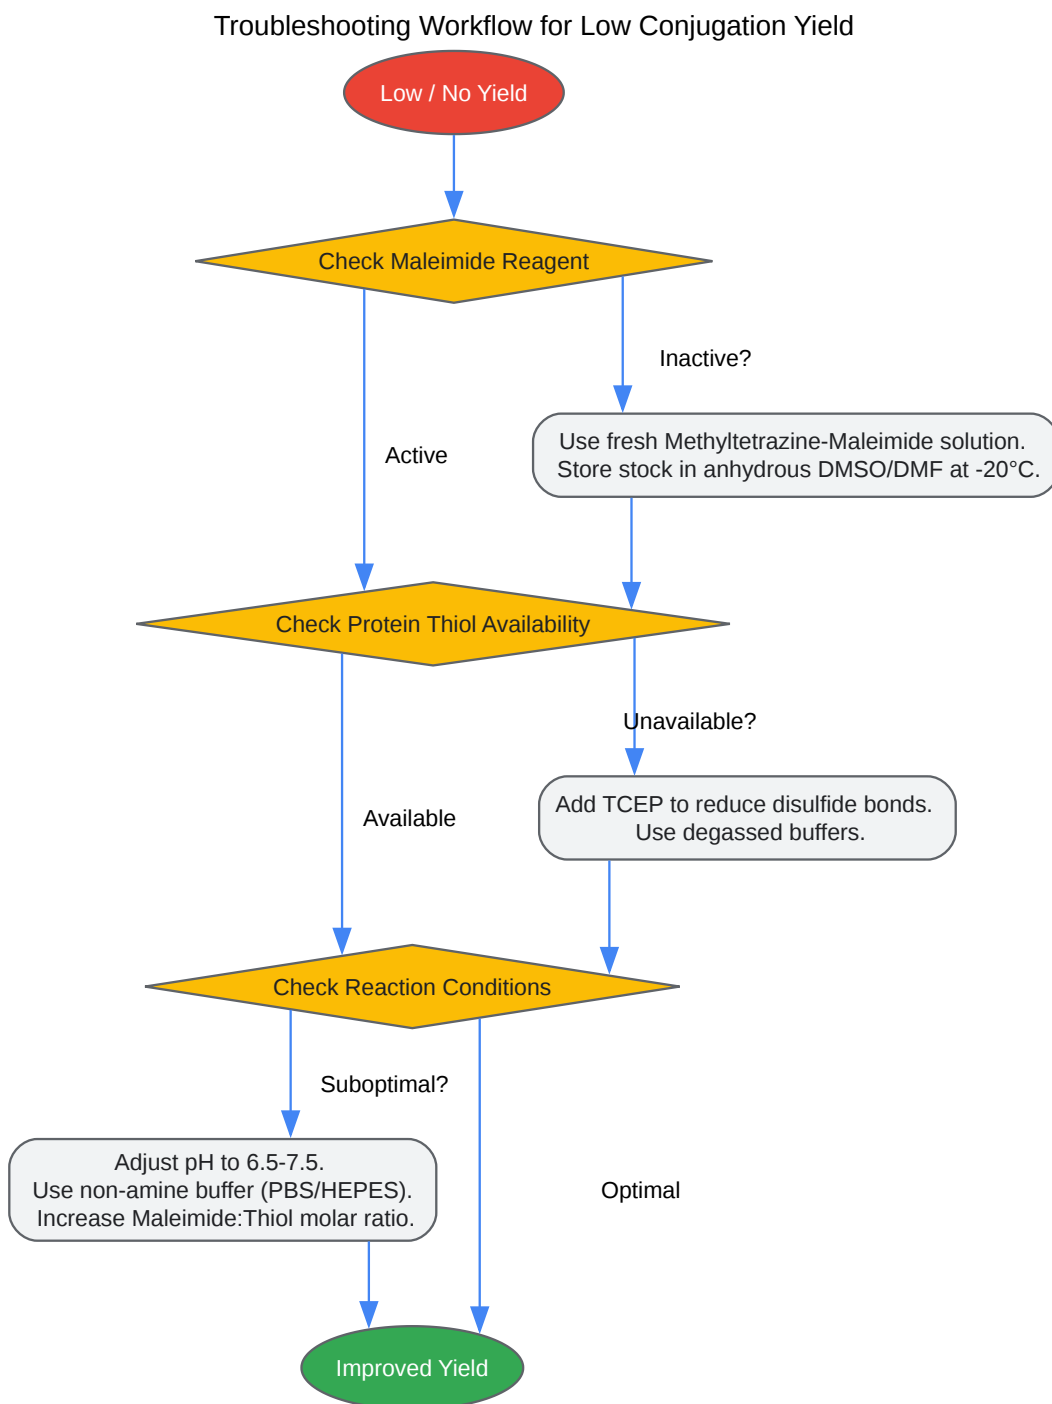 Troubleshooting Workflow for Low Conjugation Yield
Low / No Yield
Check Maleimide Reagent
Inactive?
Active
Use fresh Methyltetrazine-Maleimide solution.
Store stock in anhydrous DMSO/DMF at -20°C.
Check Protein Thiol Availability
Unavailable?
Available
Add TCEP to reduce disulfide bonds.
Use degassed buffers.
Check Reaction Conditions
Suboptimal?
Optimal
Adjust pH to 6.5-7.5.
Use non-amine buffer (PBS/HEPES).
Increase Maleimide:Thiol molar ratio.
Improved Yield